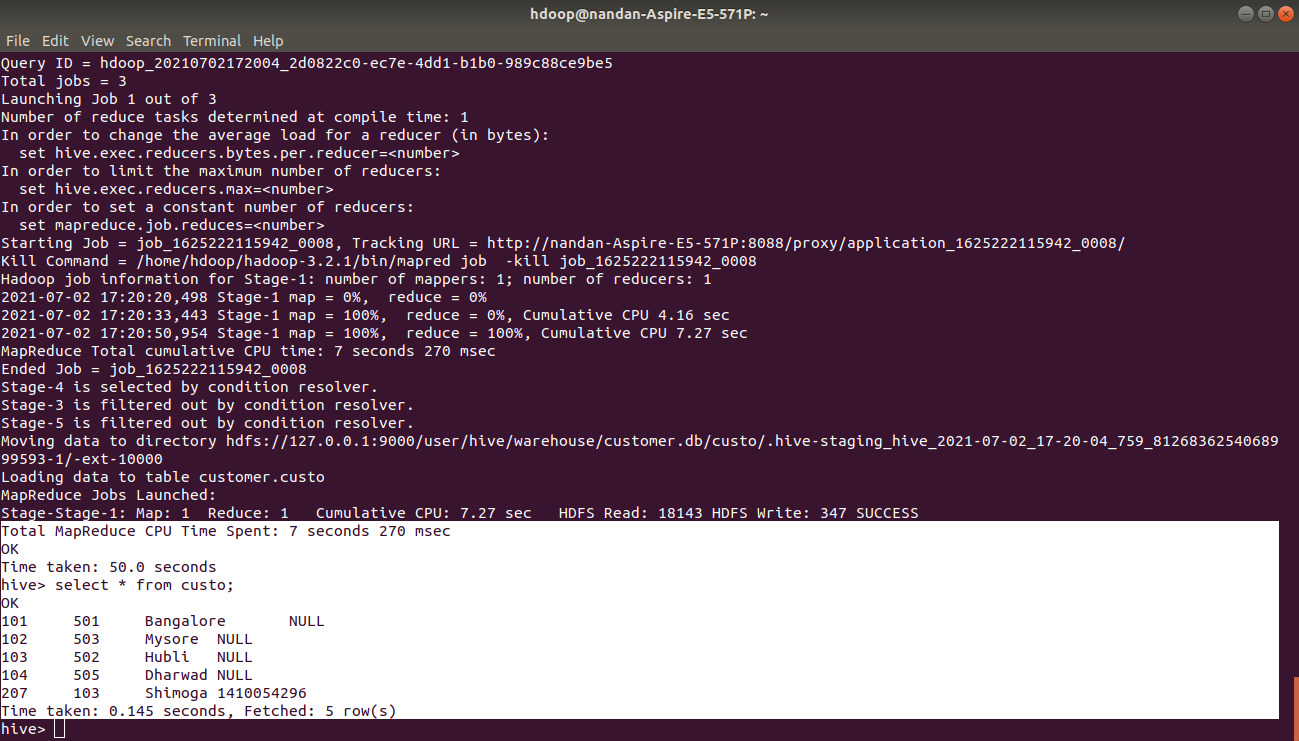 hdoop@nandan-Aspire-E5-571P: ~
File Edit View Search Terminal Help
Query ID = hdoop_20210702172004_2d0822c0-ec7e-4dd1-b1b0-989c88ce9be5
Total jobs = 3
Launching Job 1 out of 3
Number of reduce tasks determined at compile time: 1
In order to change the average load for a reducer (in bytes):
  set hive.exec.reducers.bytes.per.reducer=<number>
In order to limit the maximum number of reducers:
  set hive.exec.reducers.max=<number>
In order to set a constant number of reducers:
  set mapreduce.job.reduces=<number>
Starting Job = job_1625222115942_0008, Tracking URL = http://nandan-Aspire-E5-571P:8088/proxy/application_1625222115942_0008/
Kill Command = /home/hdoop/hadoop-3.2.1/bin/mapred job  -kill job_1625222115942_0008
Hadoop job information for Stage-1: number of mappers: 1; number of reducers: 1
2021-07-02 17:20:20,498 Stage-1 map = 0%,  reduce = 0%
2021-07-02 17:20:33,443 Stage-1 map = 100%,  reduce = 0%, Cumulative CPU 4.16 sec
2021-07-02 17:20:50,954 Stage-1 map = 100%,  reduce = 100%, Cumulative CPU 7.27 sec
MapReduce Total cumulative CPU time: 7 seconds 270 msec
Ended Job = job_1625222115942_0008
Stage-4 is selected by condition resolver.
Stage-3 is filtered out by condition resolver.
Stage-5 is filtered out by condition resolver.
Moving data to directory hdfs://127.0.0.1:9000/user/hive/warehouse/customer.db/custo/.hive-staging_hive_2021-07-02_17-20-04_759_81268362540689
99593-1/-ext-10000
Loading data to table customer.custo
MapReduce Jobs Launched:
Stage-Stage-1: Map: 1  Reduce: 1   Cumulative CPU: 7.27 sec   HDFS Read: 18143 HDFS Write: 347 SUCCESS
Total MapReduce CPU Time Spent: 7 seconds 270 msec
OK
Time taken: 50.0 seconds
hive> select * from custo;
OK
101     501     Bangalore       NULL
102     503     Mysore  NULL
103     502     Hubli   NULL
104     505     Dharwad NULL
207     103     Shimoga 1410054296
Time taken: 0.145 seconds, Fetched: 5 row(s)
hive>